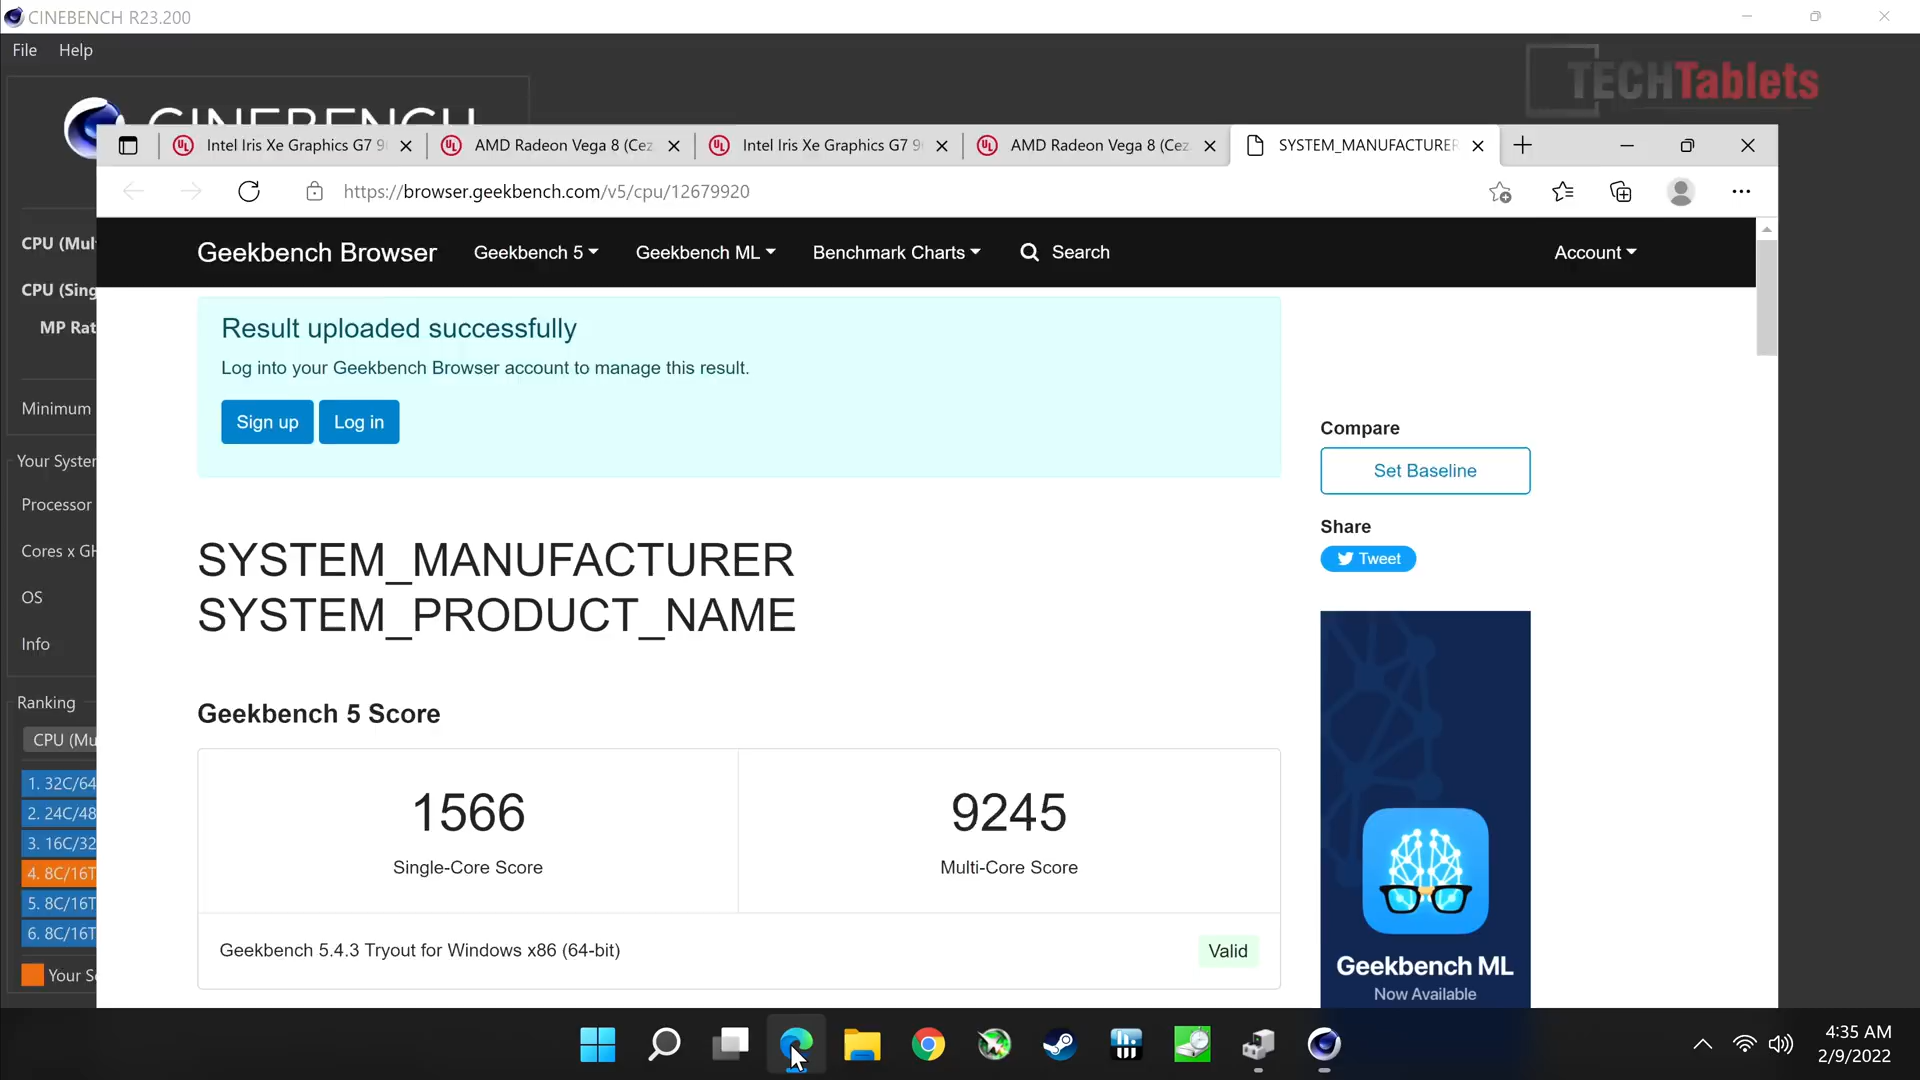 CINEBENCH R23.200
File Help
TECHTablets
CINEBENCH
Intel Iris Xe Graphics G7 9
AMD Radeon Vega 8 (Cez
Intel Iris Xe Graphics G7 9
AMD Radeon Vega 8 (Cez
SYSTEM_MANUFACTURER
https://browser.geekbench.com/v5/cpu/12679920
Geekbench Browser Geekbench 5 Geekbench ML Benchmark Charts Search Account
CPU (Mul
CPU (Sing
MP Rat
Minimum
Your System
Processor
Cores x GH
OS
Info
Ranking
CPU (Mu
1. 32C/64
2. 24C/48
3. 16C/32
4. 8C/16T
5. 8C/16T
6. 8C/16T
Your Sc
Result uploaded successfully
Log into your Geekbench Browser account to manage this result.
Sign up Log in
SYSTEM_MANUFACTURER
SYSTEM_PRODUCT_NAME
Geekbench 5 Score
1566
Single-Core Score
9245
Multi-Core Score
Geekbench 5.4.3 Tryout for Windows x86 (64-bit)
Valid
Compare
Set Baseline
Share
Tweet
Geekbench ML
Now Available
4:35 AM
2/9/2022